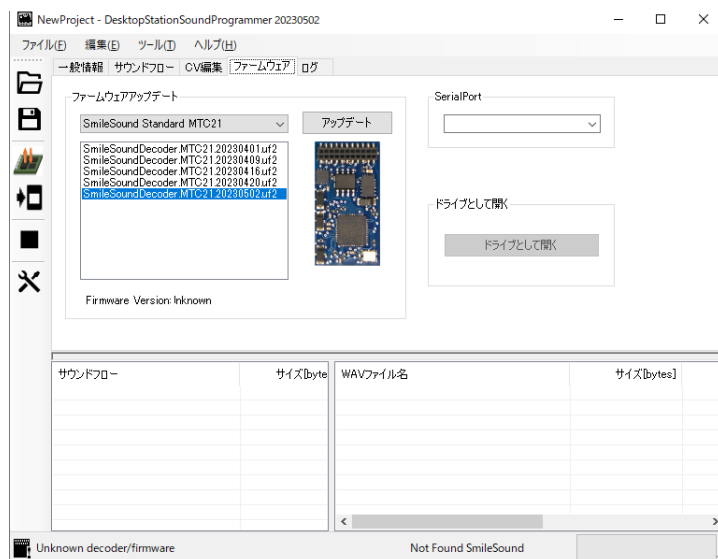 NewProject - DesktopStationSoundProgrammer 20230502
ファイル(F) 編集(E) ツール(T) ヘルプ(H)
一般情報 サウンドフロー CV編集 ファームウェア ログ
ファームウェアアップデート
SmileSound Standard MTC21
アップデート
SmileSoundDecoder.MTC21.20230401.uf2
SmileSoundDecoder.MTC21.20230409.uf2
SmileSoundDecoder.MTC21.20230416.uf2
SmileSoundDecoder.MTC21.20230420.uf2
SmileSoundDecoder.MTC21.20230502.uf2
Firmware Version: Inknown
SerialPort
ドライブとして開く
ドライブとして開く
サウンドフロー サイズ[byte
WAVファイル名 サイズ[bytes]
Unknown decoder/firmware
Not Found SmileSound